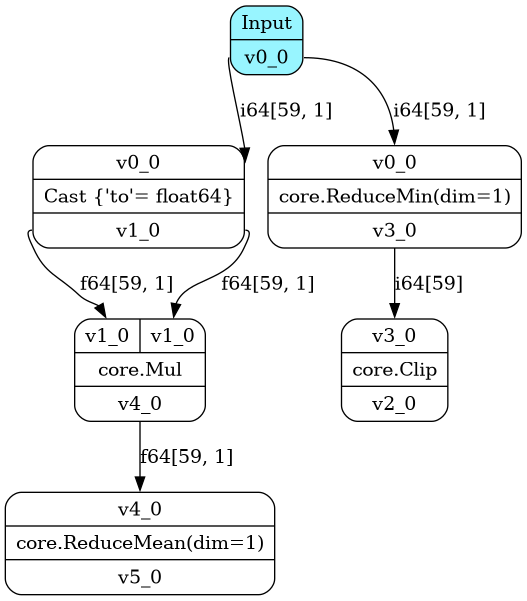 Input
v0_0
i64[59, 1]
i64[59, 1]
v0_0
Cast {'to'= float64}
v1_0
v0_0
core.ReduceMin(dim=1)
v3_0
f64[59, 1]
f64[59, 1]
i64[59]
v1_0 v1_0
core.Mul
v4_0
v3_0
core.Clip
v2_0
f64[59, 1]
v4_0
core.ReduceMean(dim=1)
v5_0